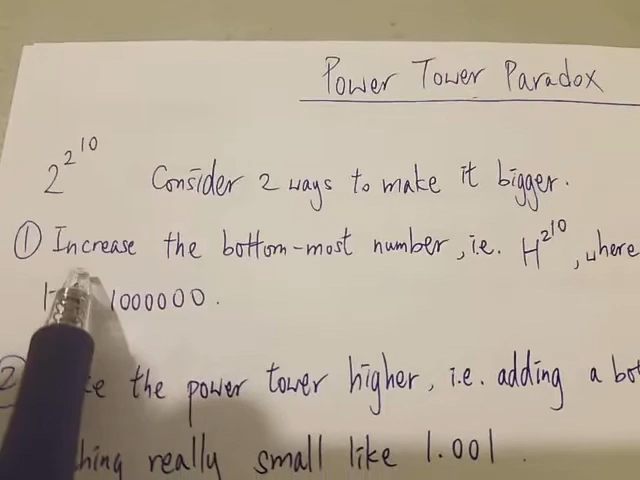 Power Tower Paradox
2^2^10 Consider 2 ways to make it bigger.
① Increase the bottom-most number, i.e. H^2^10, where
1000000.
② the power tower higher, i.e. adding a
really small like 1.001.